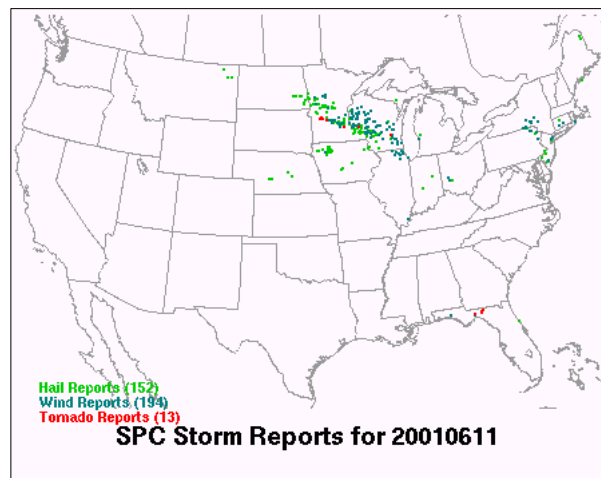 Hail Reports (152)
Wind Reports (194)
Tornado Reports (13)
SPC Storm Reports for 20010611